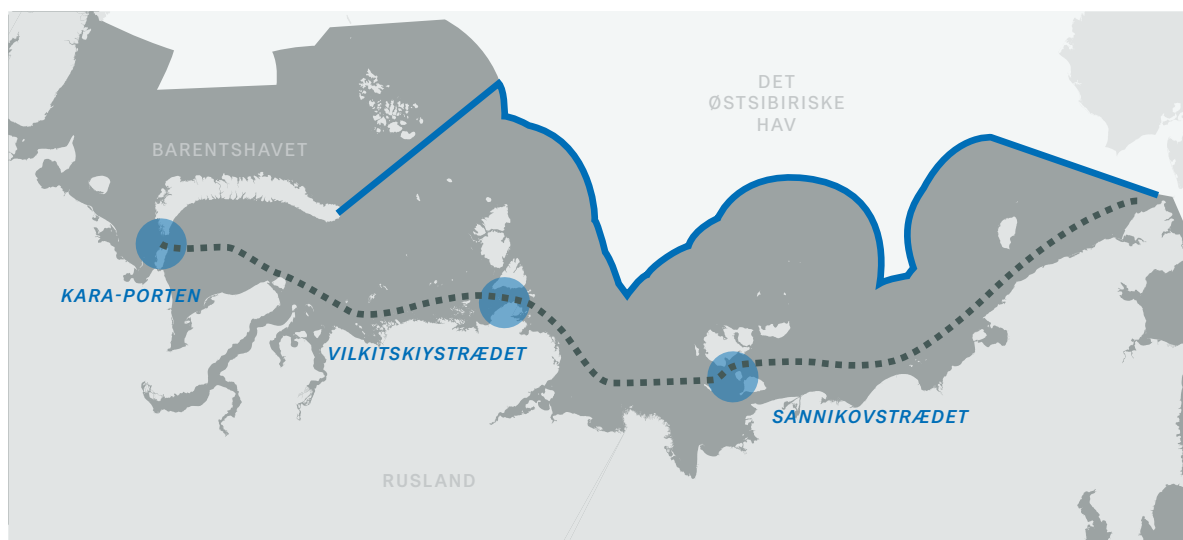 DET
ØSTSIBIRISKE
HAV
BARENTSHAVET
KARA-PORTEN
VILKITSKIYSTRÆDET
SANNIKOVSTRÆDET
RUSLAND